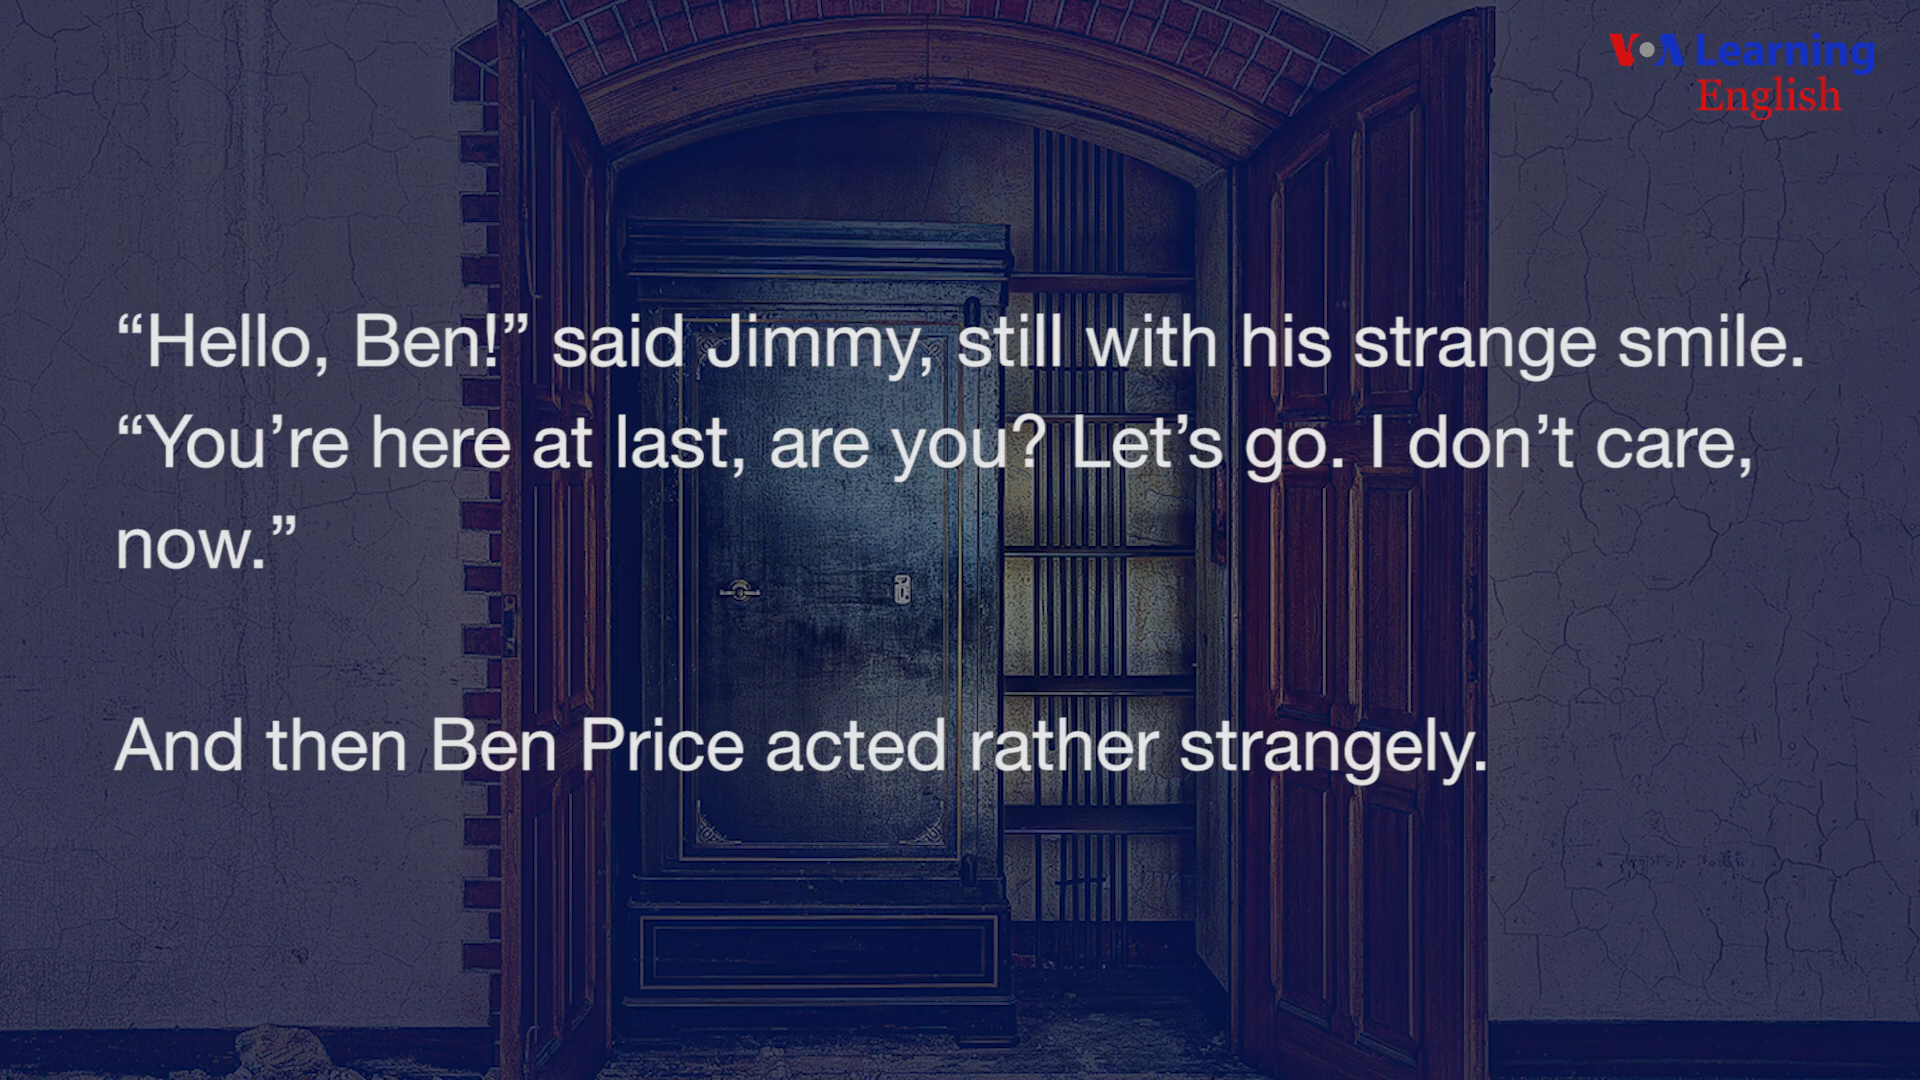 VOA Learning
English
“Hello, Ben!” said Jimmy, still with his strange smile.
“You’re here at last, are you? Let’s go. I don’t care,
now.”
And then Ben Price acted rather strangely.